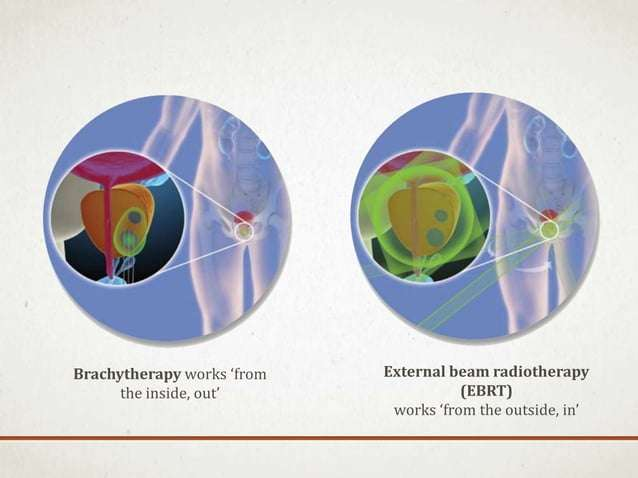 Brachytherapy works ‘from
the inside, out’
External beam radiotherapy
(EBRT)
works ‘from the outside, in’